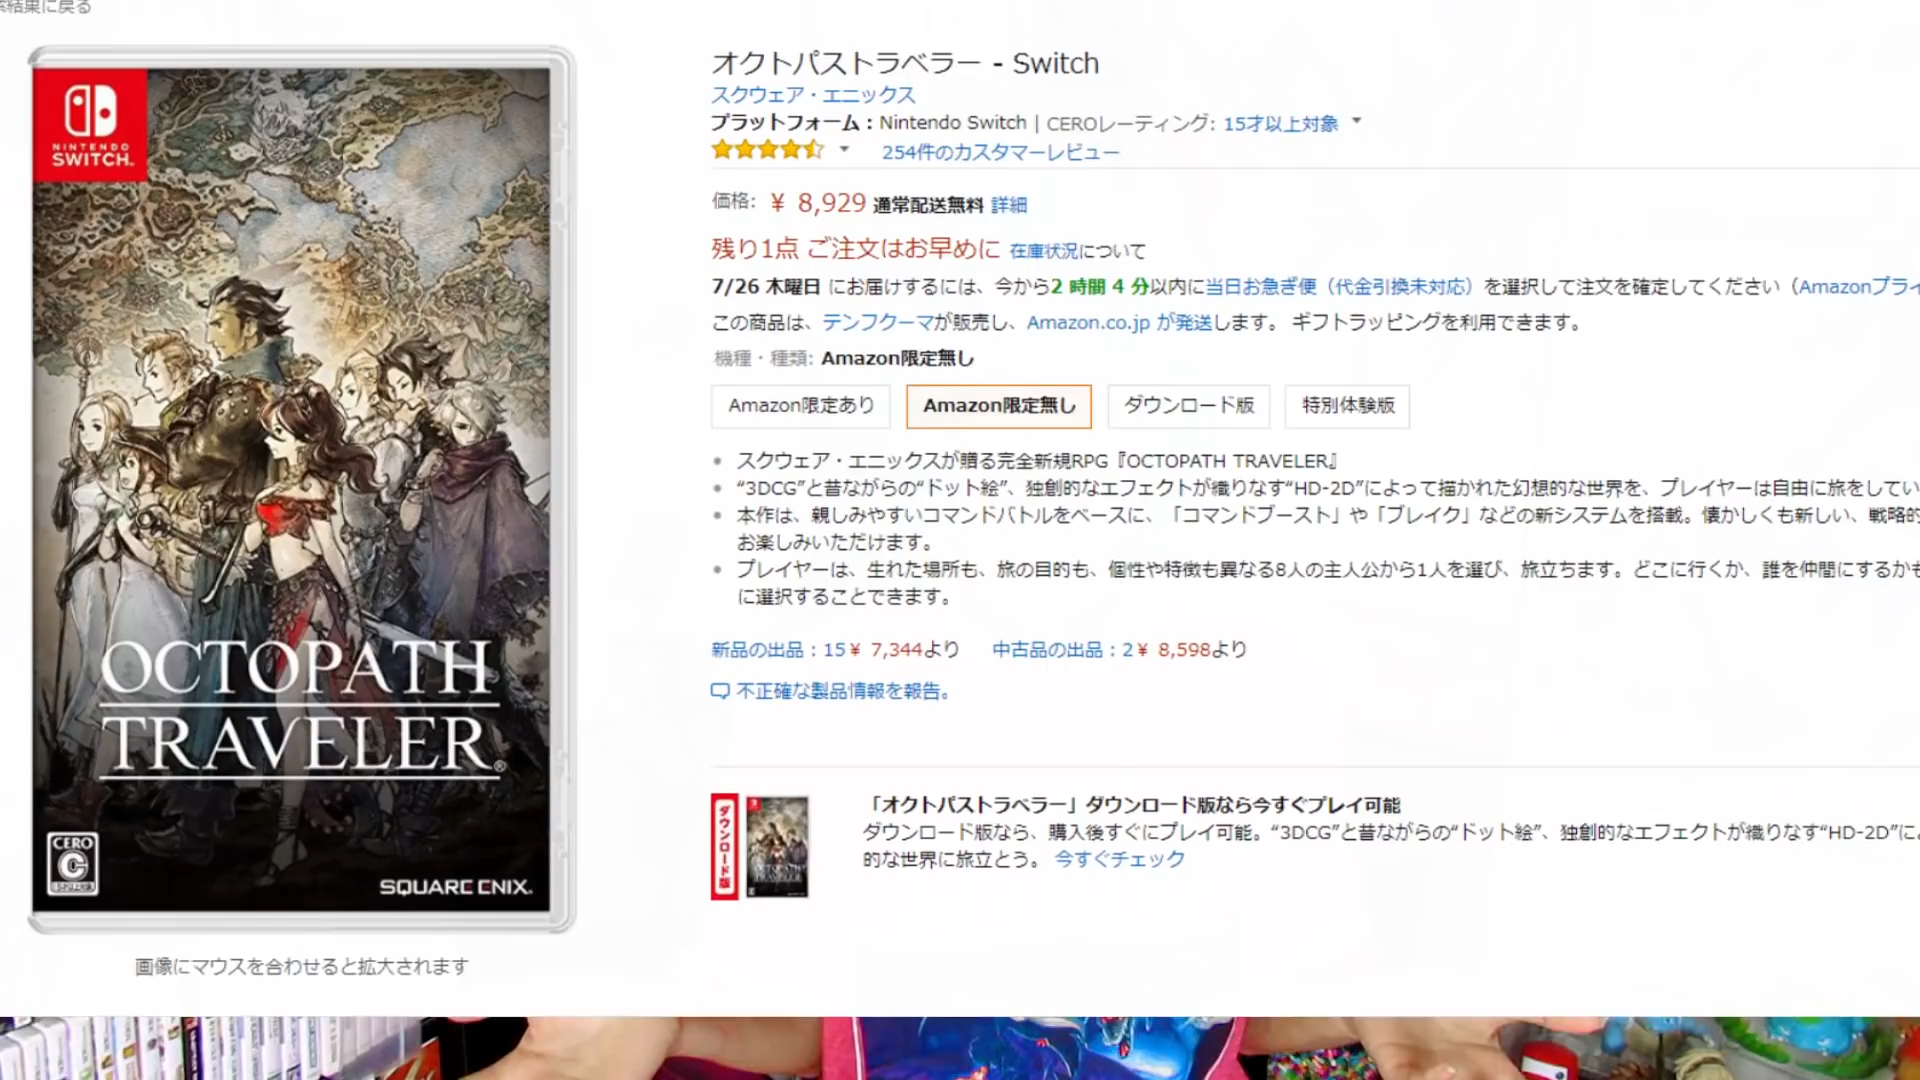 索結果に戻る
NINTENDO
SWITCH.
OCTOPATH
TRAVELER®
CERO
C
SQUARE ENIX.
画像にマウスを合わせると拡大されます
オクトパストラベラー - Switch
スクウェア・エニックス
プラットフォーム : Nintendo Switch | CEROレーティング: 15才以上対象
254件のカスタマーレビュー
価格: ¥ 8,929 通常配送無料 詳細
残り1点 ご注文はお早めに 在庫状況について
7/26 木曜日 にお届けするには、今から2 時間 4 分以内に当日お急ぎ便（代金引換未対応）を選択して注文を確定してください（Amazonプライ
この商品は、テンフクーマが販売し、Amazon.co.jp が発送します。 ギフトラッピングを利用できます。
機種・種類: Amazon限定無し
Amazon限定あり Amazon限定無し ダウンロード版 特別体験版
スクウェア・エニックスが贈る完全新規RPG『OCTOPATH TRAVELER』
“3DCG”と昔ながらの“ドット絵”、独創的なエフェクトが織りなす“HD-2D”によって描かれた幻想的な世界を、プレイヤーは自由に旅をしてい
本作は、親しみやすいコマンドバトルをベースに、「コマンドブースト」や「ブレイク」などの新システムを搭載。懐かしくも新しい、戦略的
お楽しみいただけます。
プレイヤーは、生れた場所も、旅の目的も、個性や特徴も異なる8人の主人公から1人を選び、旅立ちます。どこに行くか、誰を仲間にするかも
に選択することできます。
新品の出品 : 15¥ 7,344より 中古品の出品 : 2¥ 8,598より
不正確な製品情報を報告。
ダウンロード版
「オクトパストラベラー」ダウンロード版なら今すぐプレイ可能
ダウンロード版なら、購入後すぐにプレイ可能。“3DCG”と昔ながらの“ドット絵”、独創的なエフェクトが織りなす“HD-2D”に
的な世界に旅立とう。 今すぐチェック